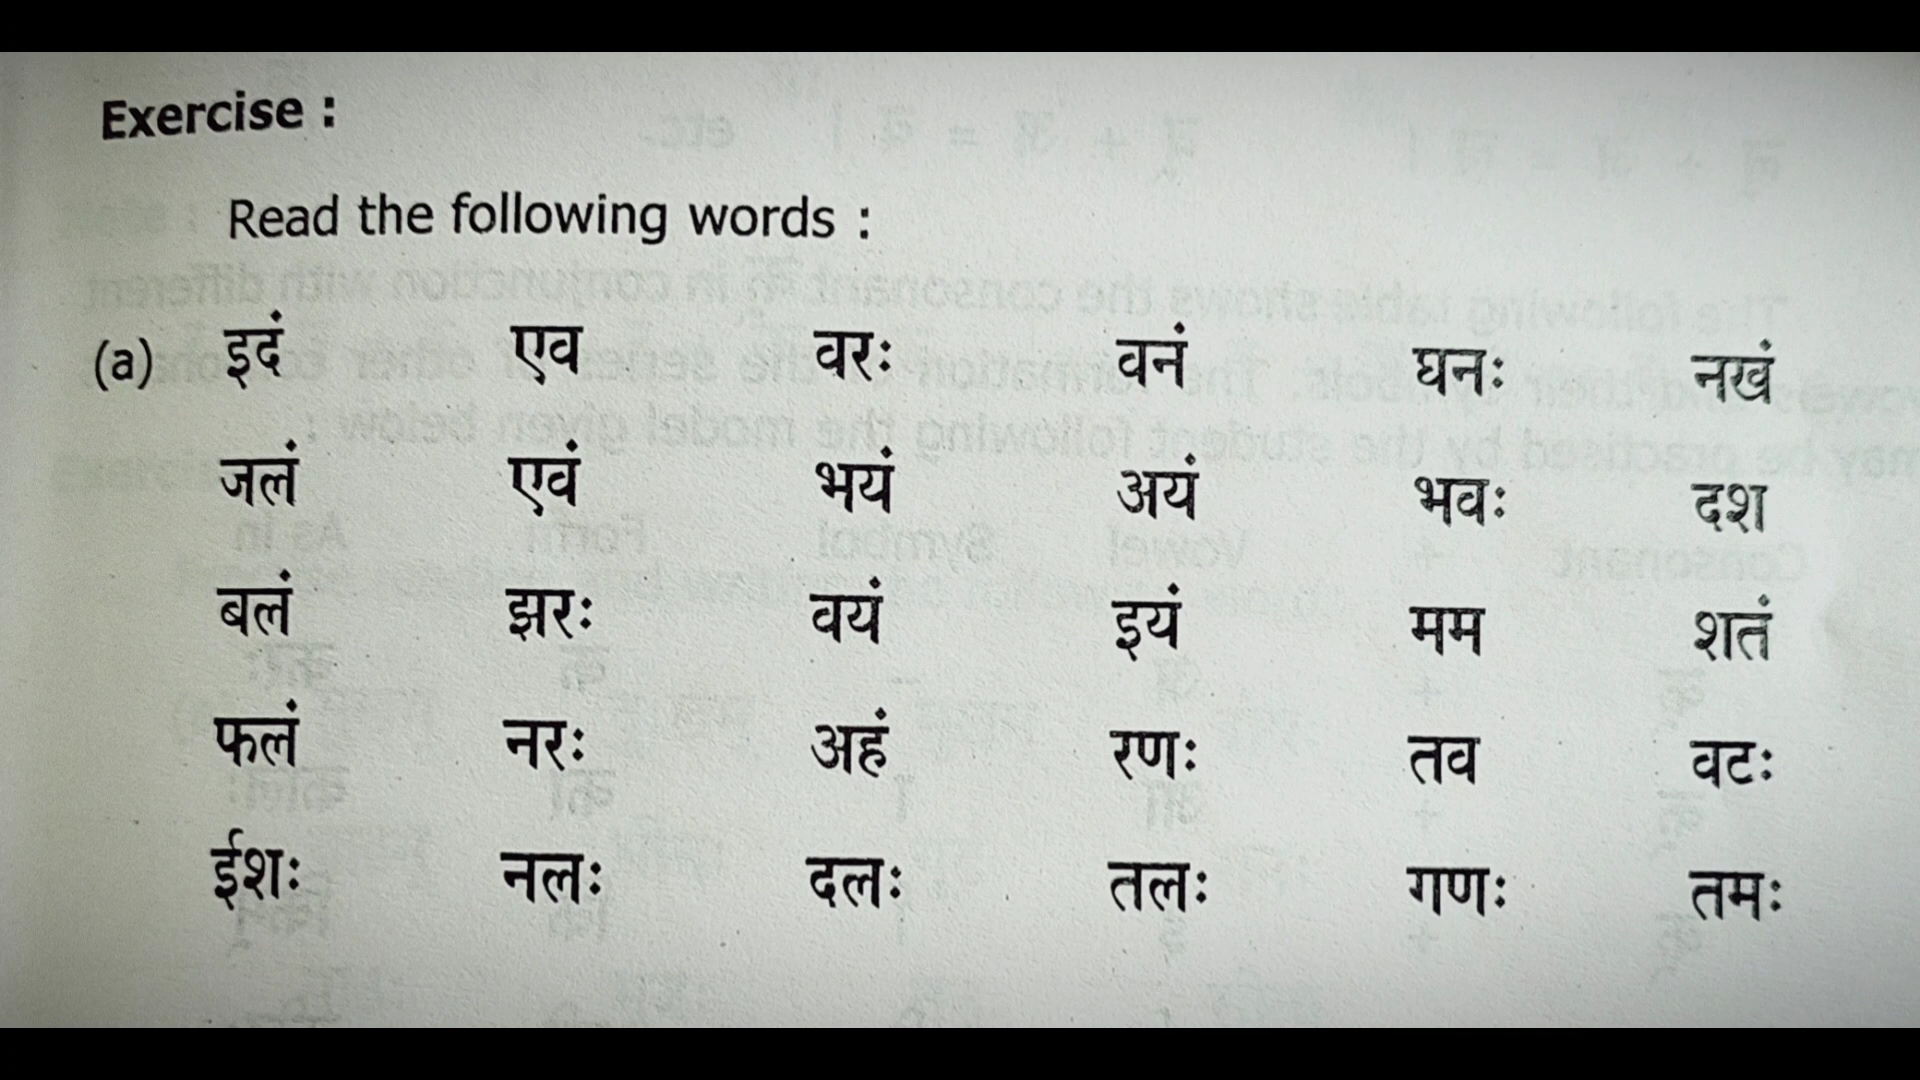 Exercise :
Read the following words :
(a) इदं एव वरः वनं घनः नखं
जलं एवं भयं अयं भवः दश
बलं झरः वयं इयं मम शतं
फलं नरः अहं रणः तव वटः
ईशः नलः दलः तलः गणः तमः